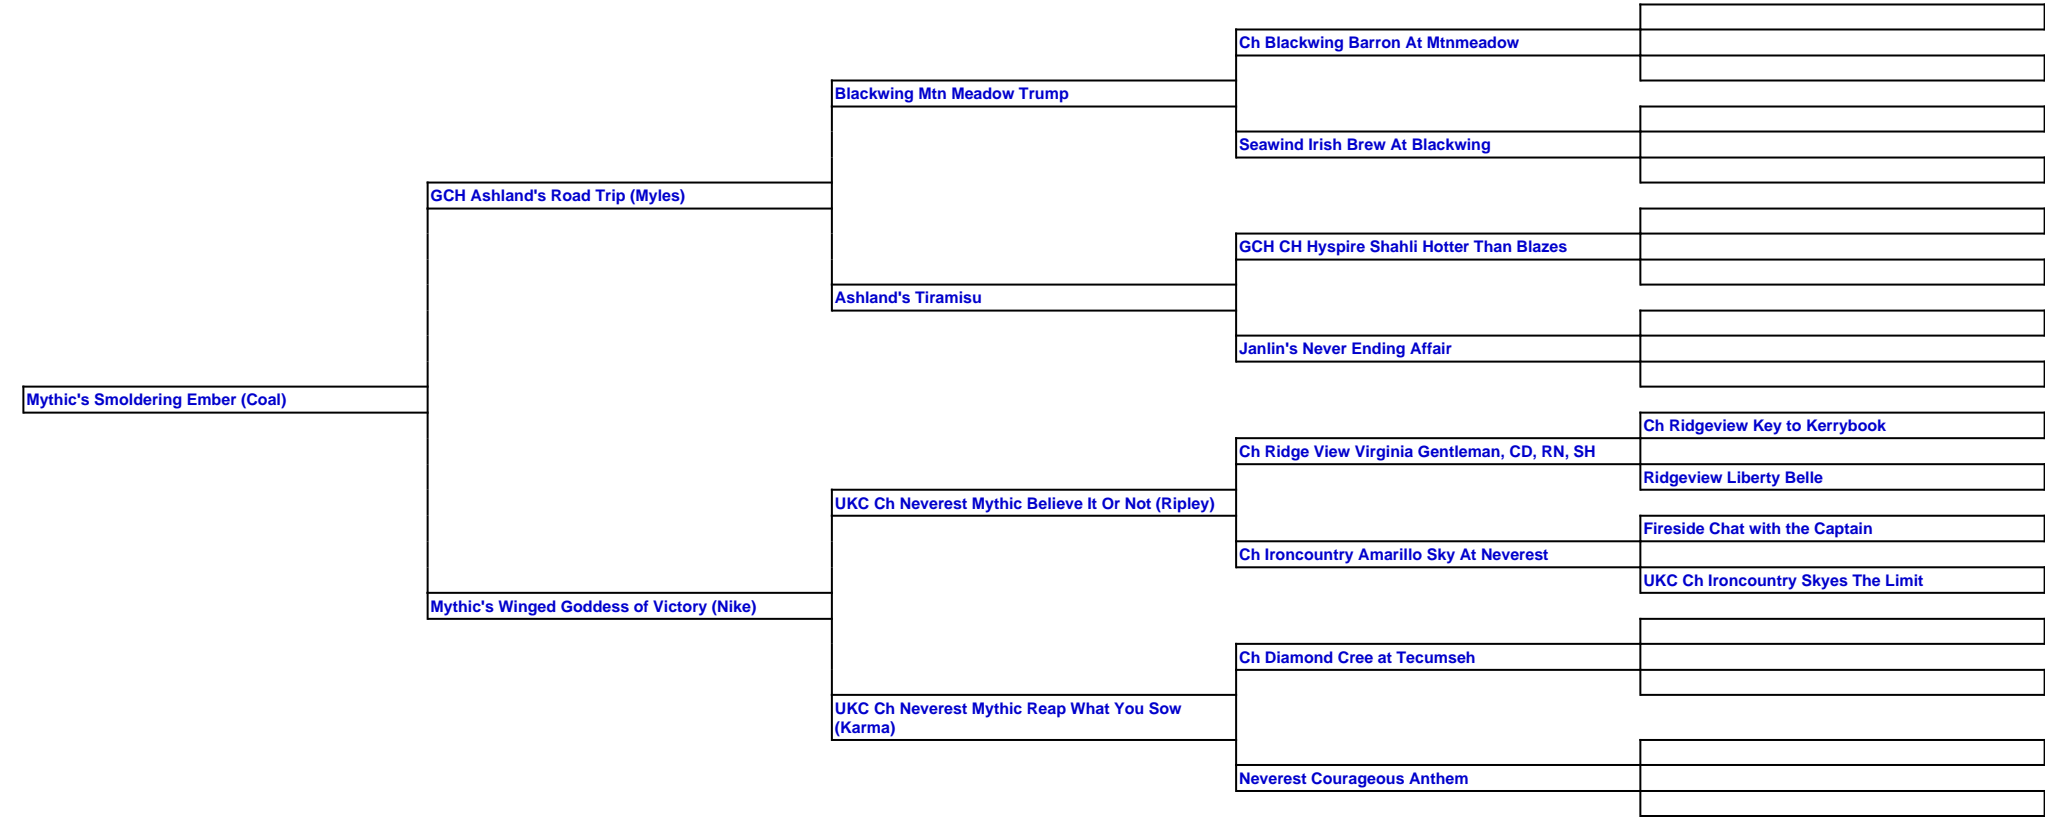 Ch Blackwing Barron At Mtnmeadow
Blackwing Mtn Meadow Trump
Seawind Irish Brew At Blackwing
GCH Ashland's Road Trip (Myles)
GCH CH Hyspire Shahli Hotter Than Blazes
Ashland's Tiramisu
Janlin's Never Ending Affair
Mythic's Smoldering Ember (Coal)
Ch Ridgeview Key to Kerrybook
Ch Ridge View Virginia Gentleman, CD, RN, SH
Ridgeview Liberty Belle
UKC Ch Neverest Mythic Believe It Or Not (Ripley)
Fireside Chat with the Captain
Ch Ironcountry Amarillo Sky At Neverest
UKC Ch Ironcountry Skyes The Limit
Mythic's Winged Goddess of Victory (Nike)
Ch Diamond Cree at Tecumseh
UKC Ch Neverest Mythic Reap What You Sow
(Karma)
Neverest Courageous Anthem